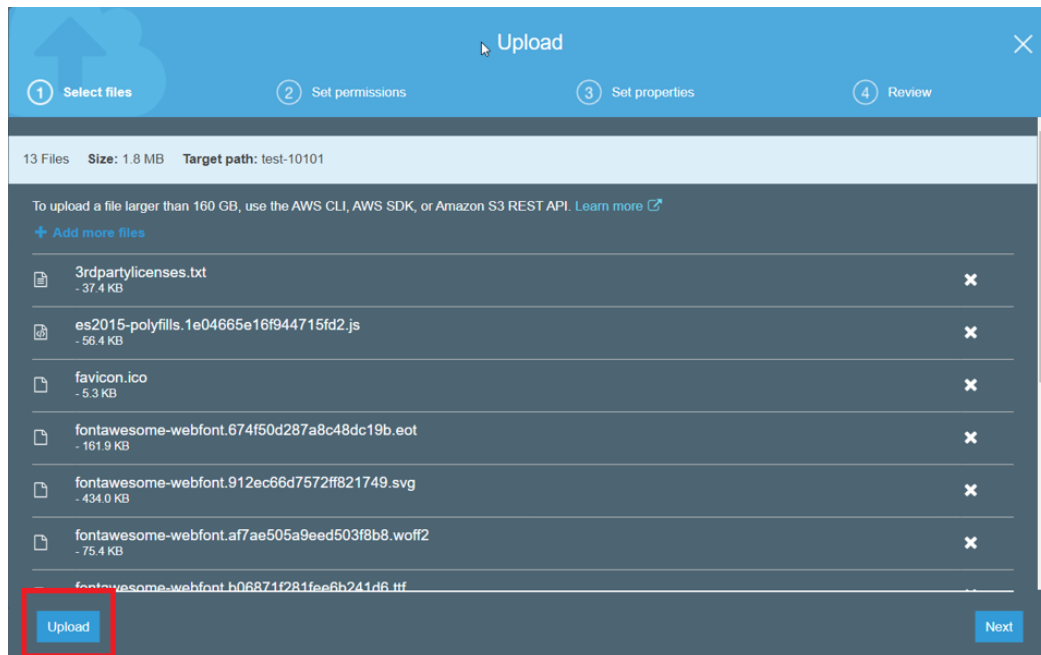 Upload
1 Select files 2 Set permissions 3 Set properties 4 Review
13 Files Size: 1.8 MB Target path: test-10101
To upload a file larger than 160 GB, use the AWS CLI, AWS SDK, or Amazon S3 REST API. Learn more
+ Add more files
3rdpartylicenses.txt
- 37.4 KB
es2015-polyfills.1e04665e16f944715fd2.js
- 56.4 KB
favicon.ico
- 5.3 KB
fontawesome-webfont.674f50d287a8c48dc19b.eot
- 161.9 KB
fontawesome-webfont.912ec66d7572ff821749.svg
- 434.0 KB
fontawesome-webfont.af7ae505a9eed503f8b8.woff2
- 75.4 KB
fontawesome-webfont.b06871f281fee6b241d6.ttf
Upload Next